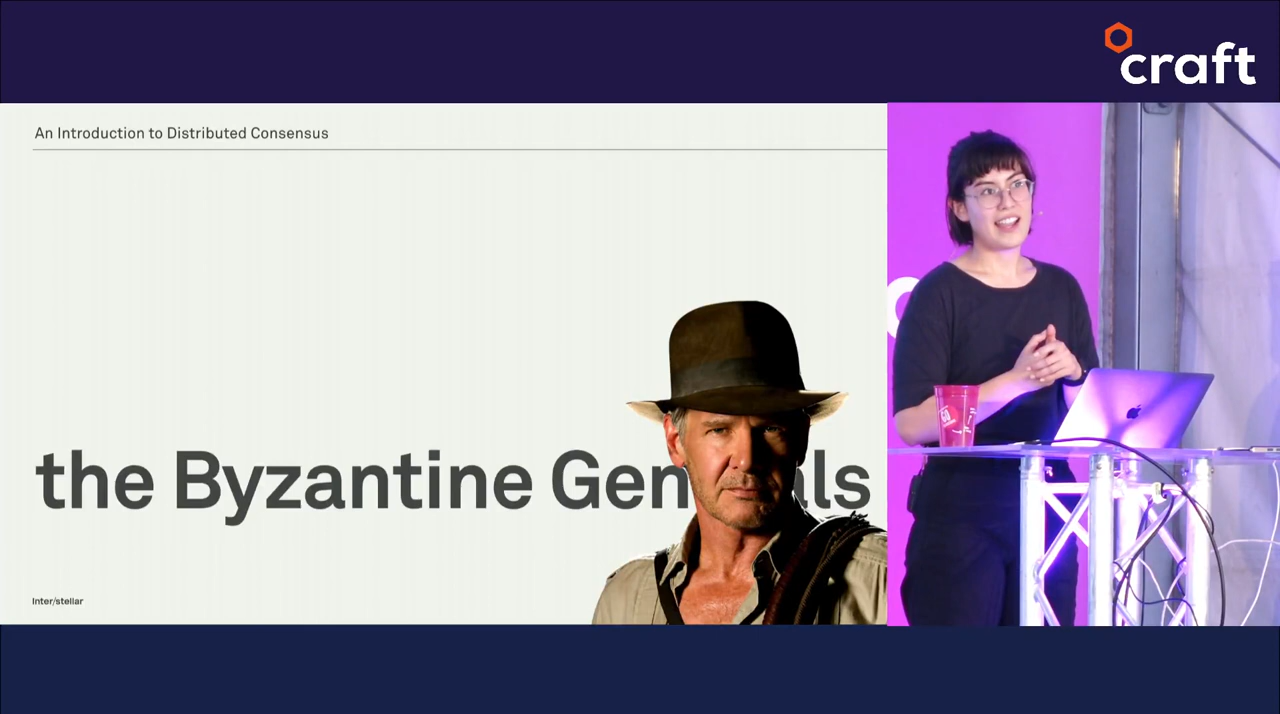 craft
An Introduction to Distributed Consensus
the Byzantine Gen als
Inter/stellar